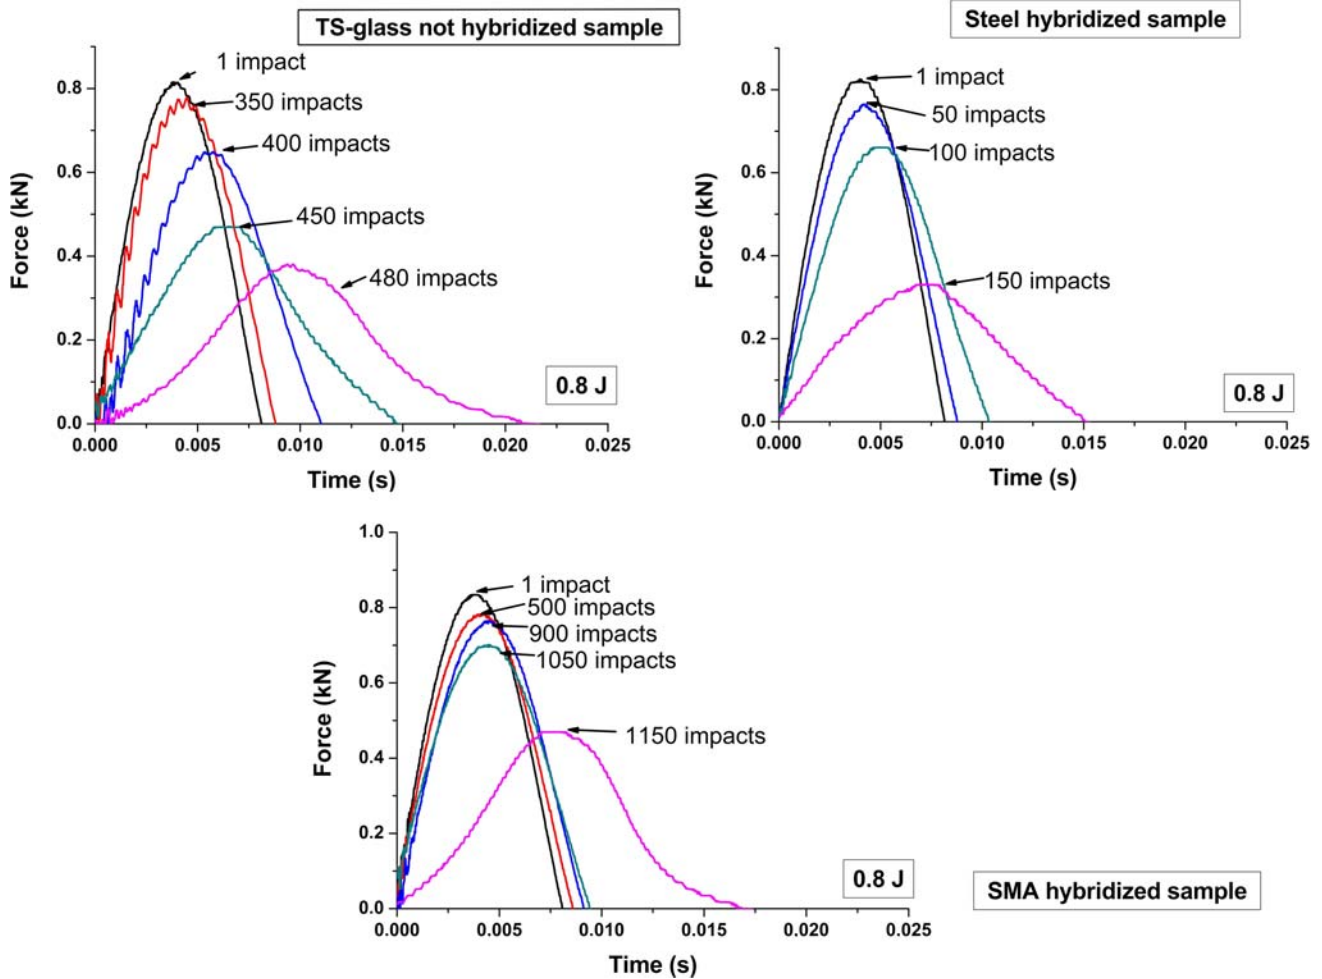 TS-glass not hybridized sample
1 impact
350 impacts
400 impacts
450 impacts
480 impacts
0.8 J
Force (kN)
0.8
0.6
0.4
0.2
0.0
0.000 0.005 0.010 0.015 0.020 0.025
Time (s)
Steel hybridized sample
1 impact
50 impacts
100 impacts
150 impacts
0.8 J
Force (kN)
0.8
0.6
0.4
0.2
0.0
0.000 0.005 0.010 0.015 0.020 0.025
Time (s)
1 impact
500 impacts
900 impacts
1050 impacts
1150 impacts
0.8 J
SMA hybridized sample
Force (kN)
1.0
0.8
0.6
0.4
0.2
0.0
0.000 0.005 0.010 0.015 0.020 0.025
Time (s)